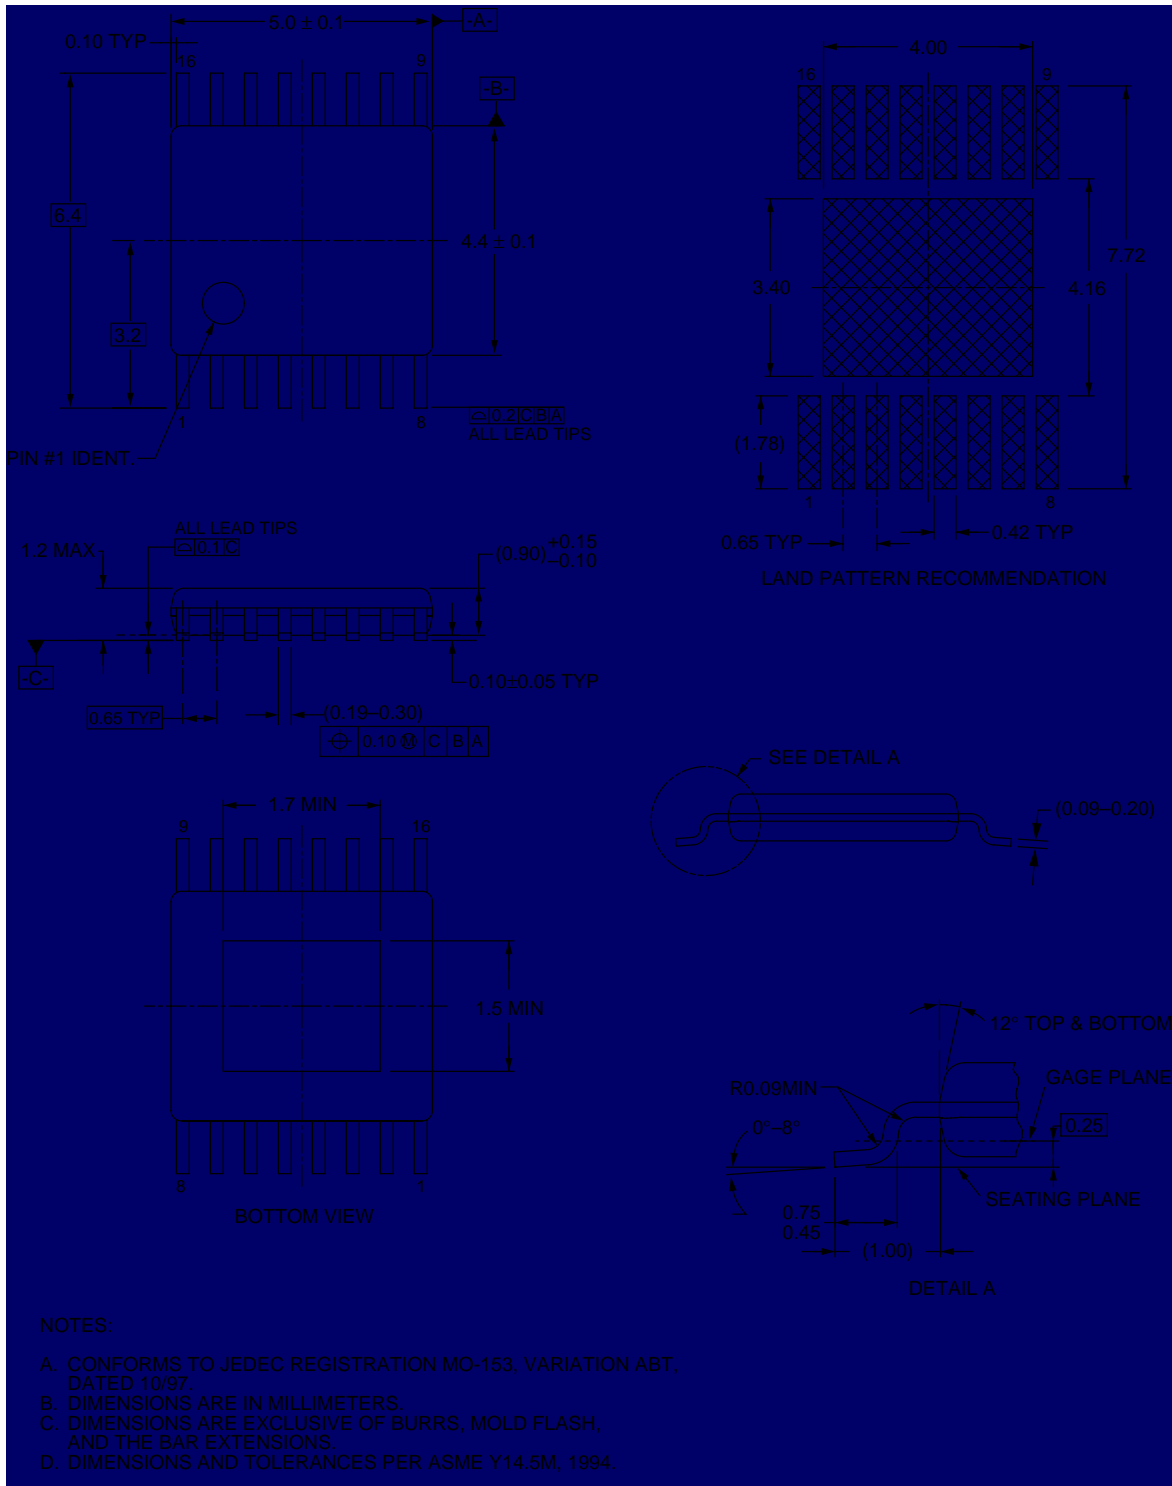 5.0 ± 0.1
-A-
0.10 TYP
16
9
-B-
6.4
4.4 ± 0.1
3.2
1
8
0.2 C B A
ALL LEAD TIPS
PIN #1 IDENT.
4.00
16
9
7.72
3.40
4.16
(1.78)
1
8
0.65 TYP
0.42 TYP
LAND PATTERN RECOMMENDATION
ALL LEAD TIPS
0.1 C
1.2 MAX
(0.90) +0.15
–0.10
-C-
0.10±0.05 TYP
0.65 TYP
(0.19–0.30)
0.10 Ⓜ C B A
SEE DETAIL A
(0.09–0.20)
1.7 MIN
9
16
1.5 MIN
8
1
BOTTOM VIEW
12° TOP & BOTTOM
GAGE PLANE
R0.09MIN
0.25
0°–8°
SEATING PLANE
0.75
0.45
(1.00)
DETAIL A
NOTES:
A. CONFORMS TO JEDEC REGISTRATION MO-153, VARIATION ABT,
DATED 10/97.
B. DIMENSIONS ARE IN MILLIMETERS.
C. DIMENSIONS ARE EXCLUSIVE OF BURRS, MOLD FLASH,
AND THE BAR EXTENSIONS.
D. DIMENSIONS AND TOLERANCES PER ASME Y14.5M, 1994.